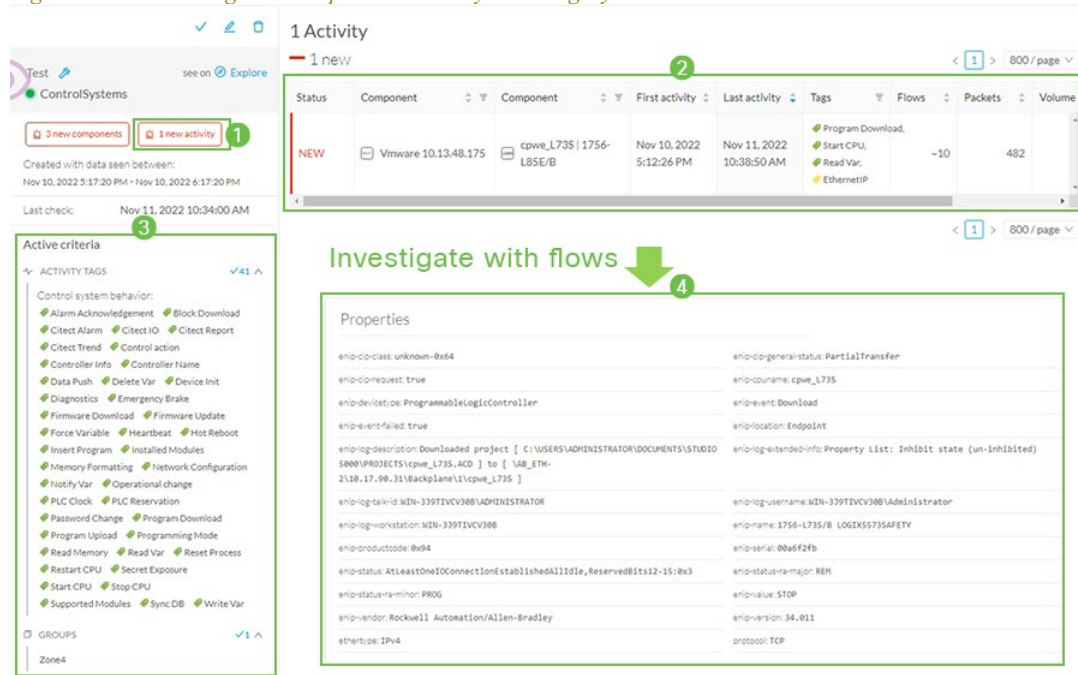 Test
see on Explore
ControlSystems
3 new components
1 new activity
1
Created with data seen between:
Nov 10, 2022 5:17:20 PM - Nov 10, 2022 6:17:20 PM
Last check: Nov 11, 2022 10:34:00 AM
3
Active criteria
ACTIVITY TAGS
41
Control system behavior:
Alarm Acknowledgement Block Download
Citect Alarm Citect IO Citect Report
Citect Trend Control action
Controller Info Controller Name
Data Push Delete Var Device Init
Diagnostics Emergency Brake
Firmware Download Firmware Update
Force Variable Heartbeat Hot Reboot
Insert Program Installed Modules
Memory Formatting Network Configuration
Notify Var Operational change
PLC Clock PLC Reservation
Password Change Program Download
Program Upload Programming Mode
Read Memory Read Var Reset Process
Restart CPU Secret Exposure
Start CPU Stop CPU
Supported Modules Sync DB Write Var
GROUPS
1
Zone4
1 Activity
1 new
< 1 > 800 / page
2
Status Component Component First activity Last activity Tags Flows Packets Volume
NEW
Vmware 10.13.48.175
cpwe_L73S | 1756-
L85E/B
Nov 10, 2022
5:12:26 PM
Nov 11, 2022
10:38:50 AM
Program Download,
Start CPU,
Read Var,
EthernetIP
~10
482
< 1 > 800 / page
Investigate with flows
4
Properties
enip-cip-class: unknown-0x64
enip-cip-general-status: PartialTransfer
enip-cip-request: true
enip-cpuname: cpwe_L73S
enip-devicetype: ProgrammableLogicController
enip-event: Download
enip-event-failed: true
enip-location: Endpoint
enip-log-description: Downloaded project [ C:\USERS\ADMINISTRATOR\DOCUMENTS\STUDIO
5000\PROJECTS\cpwe_L73S.ACD ] to [ \AB_ETH-
2\10.17.90.31\Backplane\1\cpwe_L73S ]
enip-log-extended-info: Property List: Inhibit state (un-inhibited)
enip-log-talk-id: WIN-3J9TIVCV30B\ADMINISTRATOR
enip-log-username: WIN-3J9TIVCV30B\Administrator
enip-log-workstation: WIN-3J9TIVCV30B
enip-name: 1756-L73S/B LOGIX5573SAFETY
enip-productcode: 0x94
enip-serial: 00a6f2fb
enip-status: AtLeastOneIOConnectionEstablishedAllIdle,ReservedBits12-15:0x3
enip-status-ra-major: REM
enip-status-ra-minor: PROG
enip-value: STOP
enip-vendor: Rockwell Automation/Allen-Bradley
enip-version: 34.011
ethertype: IPv4
protocol: TCP